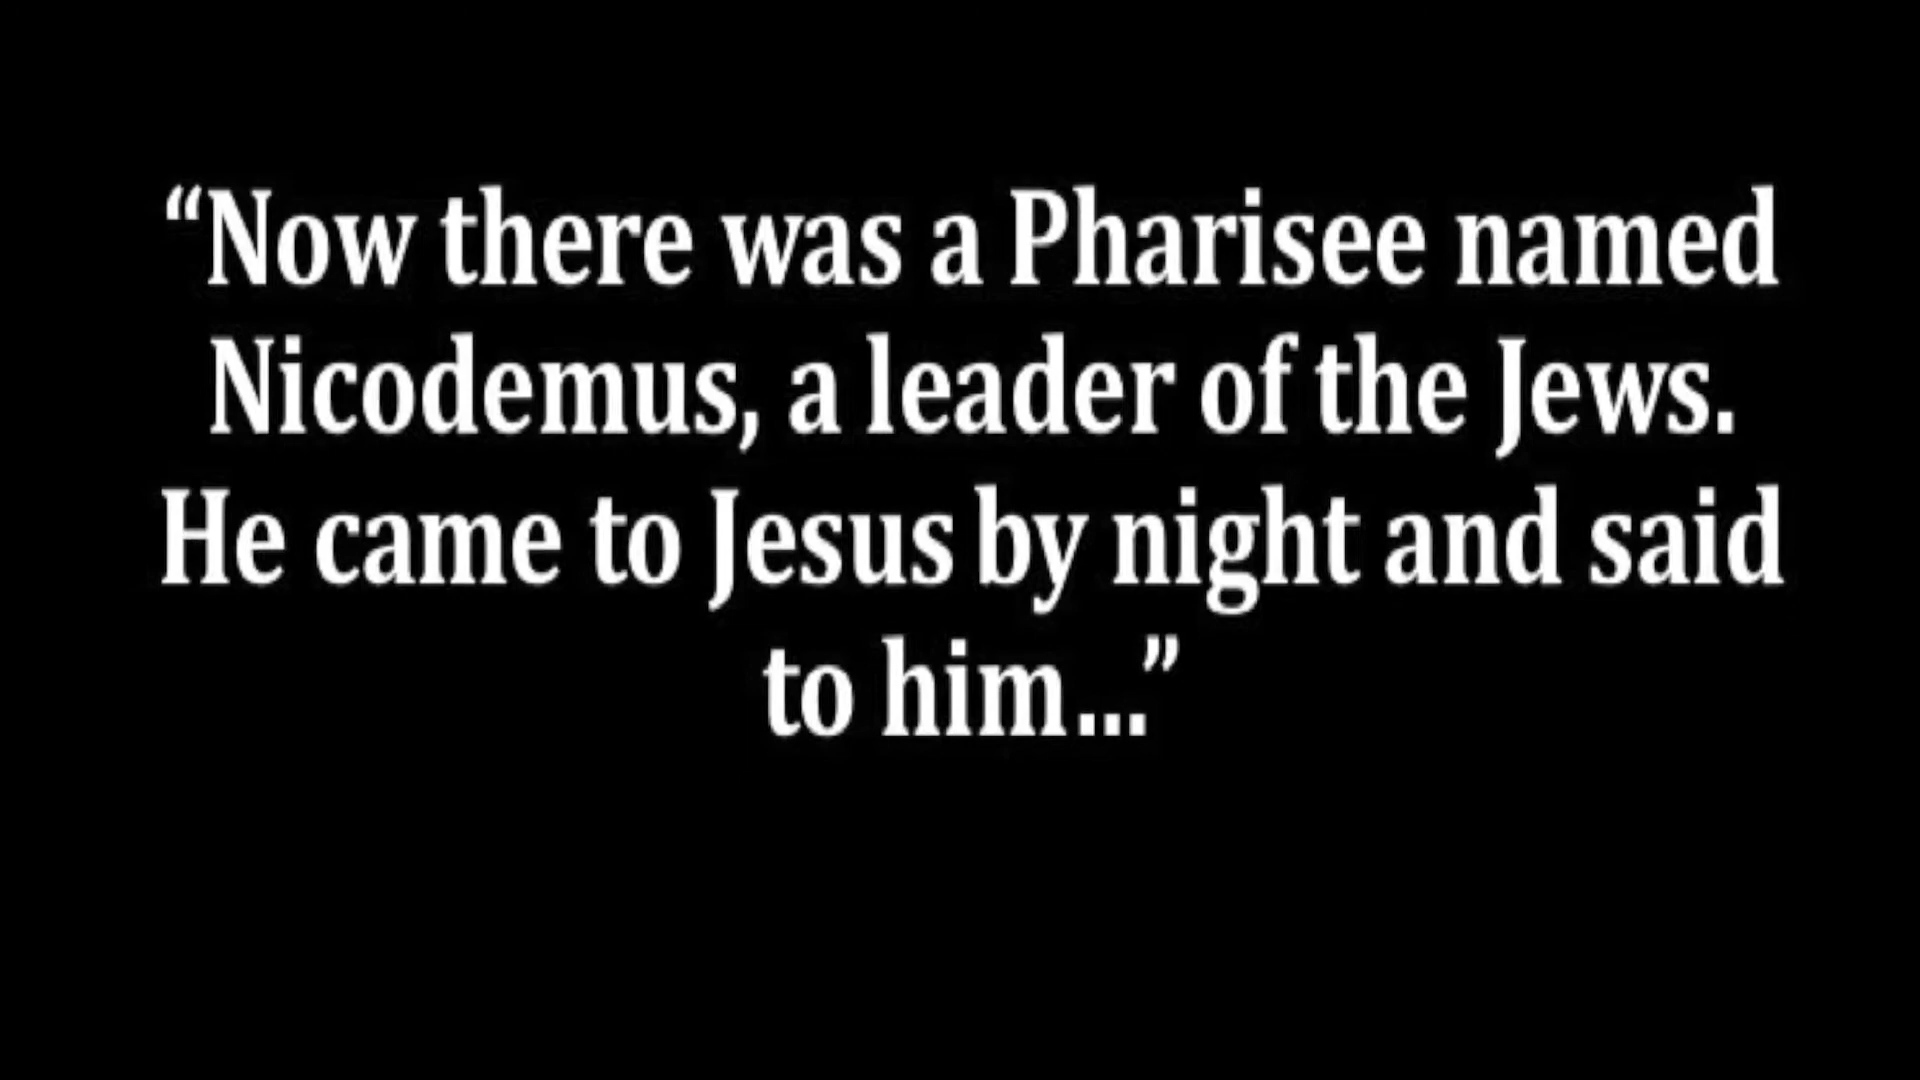 “Now there was a Pharisee named
Nicodemus, a leader of the Jews.
He came to Jesus by night and said
to him...”